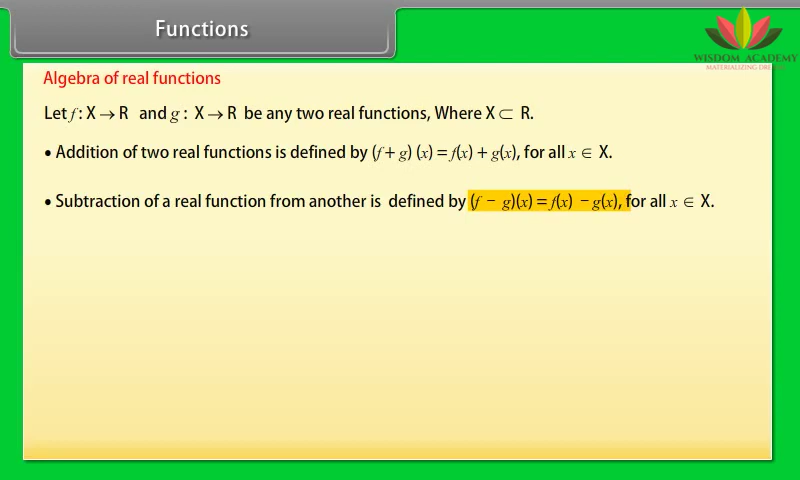 Functions
WISDOM ACADEMY
Algebra of real functions
Let f : X → R and g : X → R be any two real functions, Where X ⊂ R.
• Addition of two real functions is defined by (f + g) (x) = f(x) + g(x), for all x ∈ X.
• Subtraction of a real function from another is defined by (f − g)(x) = f(x) − g(x), for all x ∈ X.